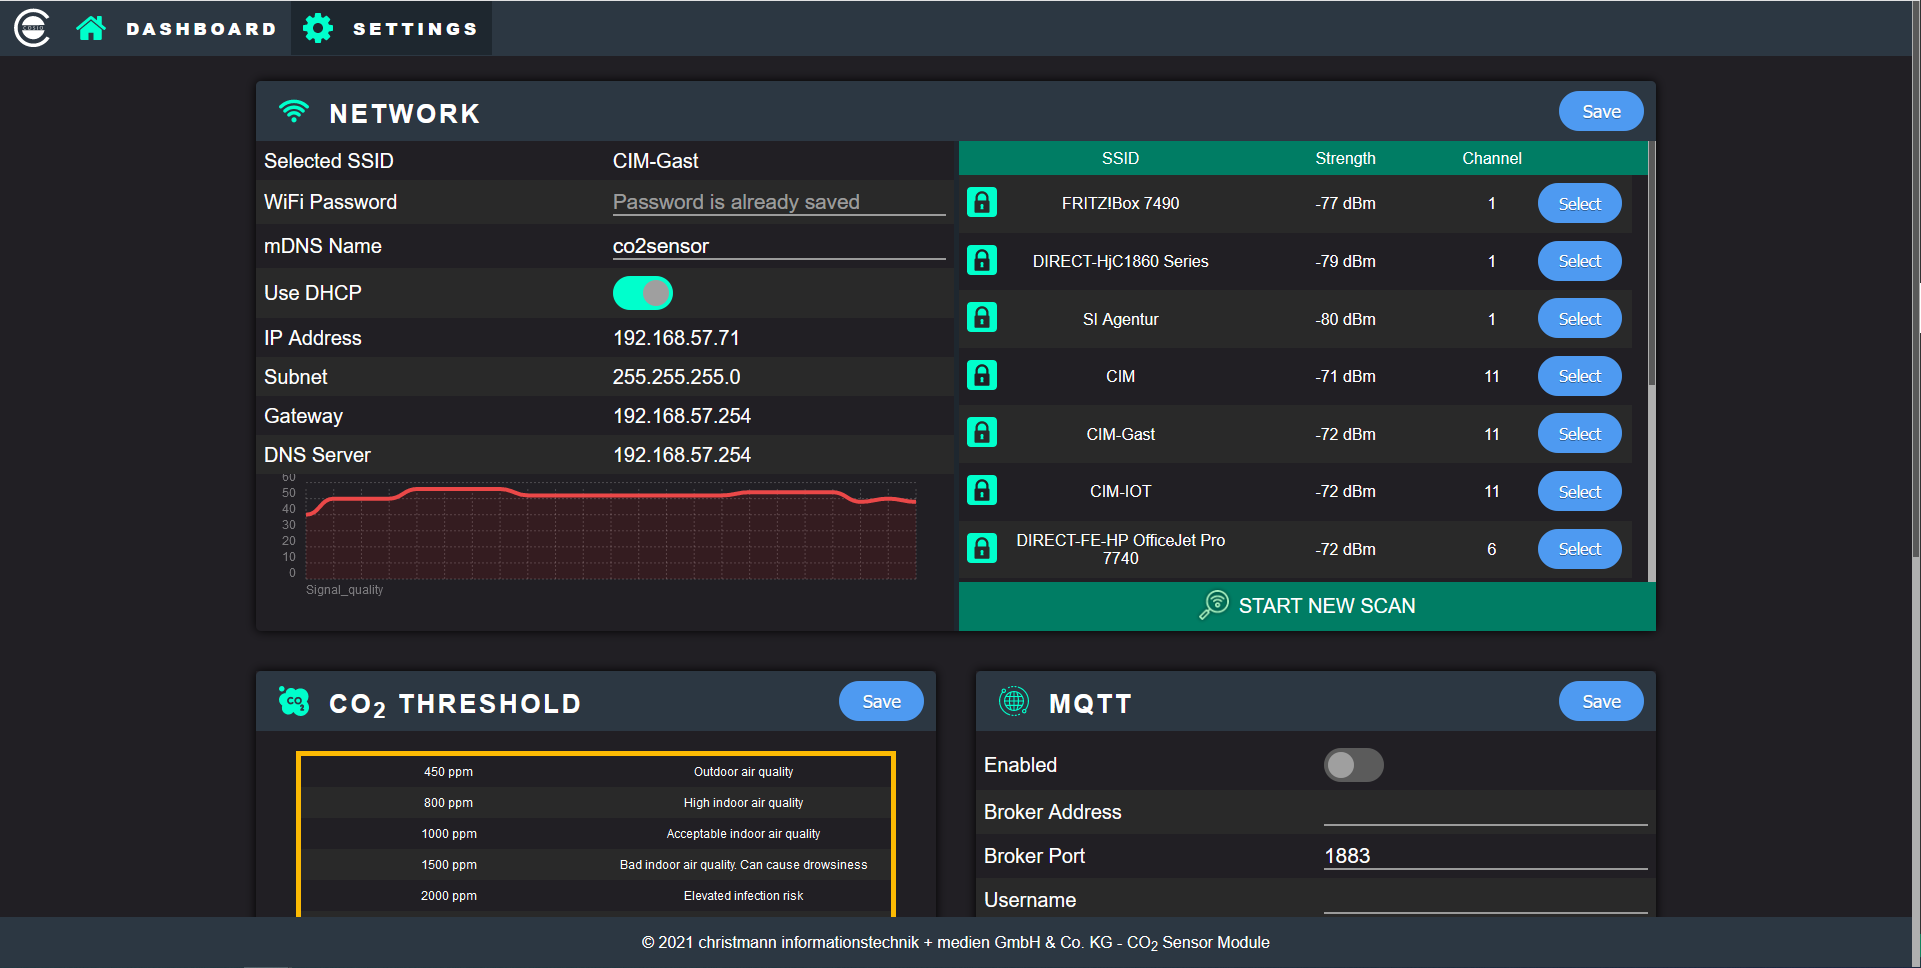 DASHBOARD SETTINGS
NETWORK Save
Selected SSID CIM-Gast
WiFi Password Password is already saved
mDNS Name co2sensor
Use DHCP
IP Address 192.168.57.71
Subnet 255.255.255.0
Gateway 192.168.57.254
DNS Server 192.168.57.254
60
50
40
30
20
10
0
Signal_quality
SSID Strength Channel
FRITZ!Box 7490 -77 dBm 1 Select
DIRECT-HjC1860 Series -79 dBm 1 Select
SI Agentur -80 dBm 1 Select
CIM -71 dBm 11 Select
CIM-Gast -72 dBm 11 Select
CIM-IOT -72 dBm 11 Select
DIRECT-FE-HP OfficeJet Pro
7740 -72 dBm 6 Select
START NEW SCAN
CO2 CO₂ THRESHOLD Save
450 ppm Outdoor air quality
800 ppm High indoor air quality
1000 ppm Acceptable indoor air quality
1500 ppm Bad indoor air quality. Can cause drowsiness
2000 ppm Elevated infection risk
MQTT Save
Enabled
Broker Address
Broker Port 1883
Username
© 2021 christmann informationstechnik + medien GmbH & Co. KG - CO₂ Sensor Module